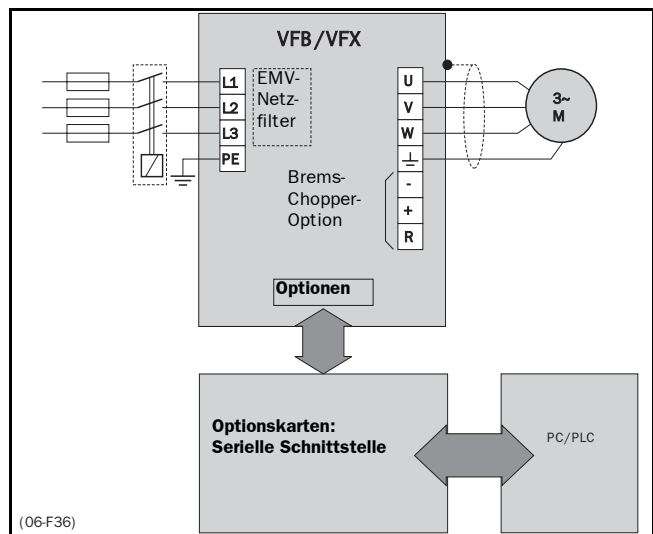 VFB/VFX
L1
L2
L3
PE
EMV-
Netz-
filter
U
V
W
-
+
R
3~
M
Brems-
Chopper-
Option
Optionen
Optionskarten:
Serielle Schnittstelle
PC/PLC
(06-F36)